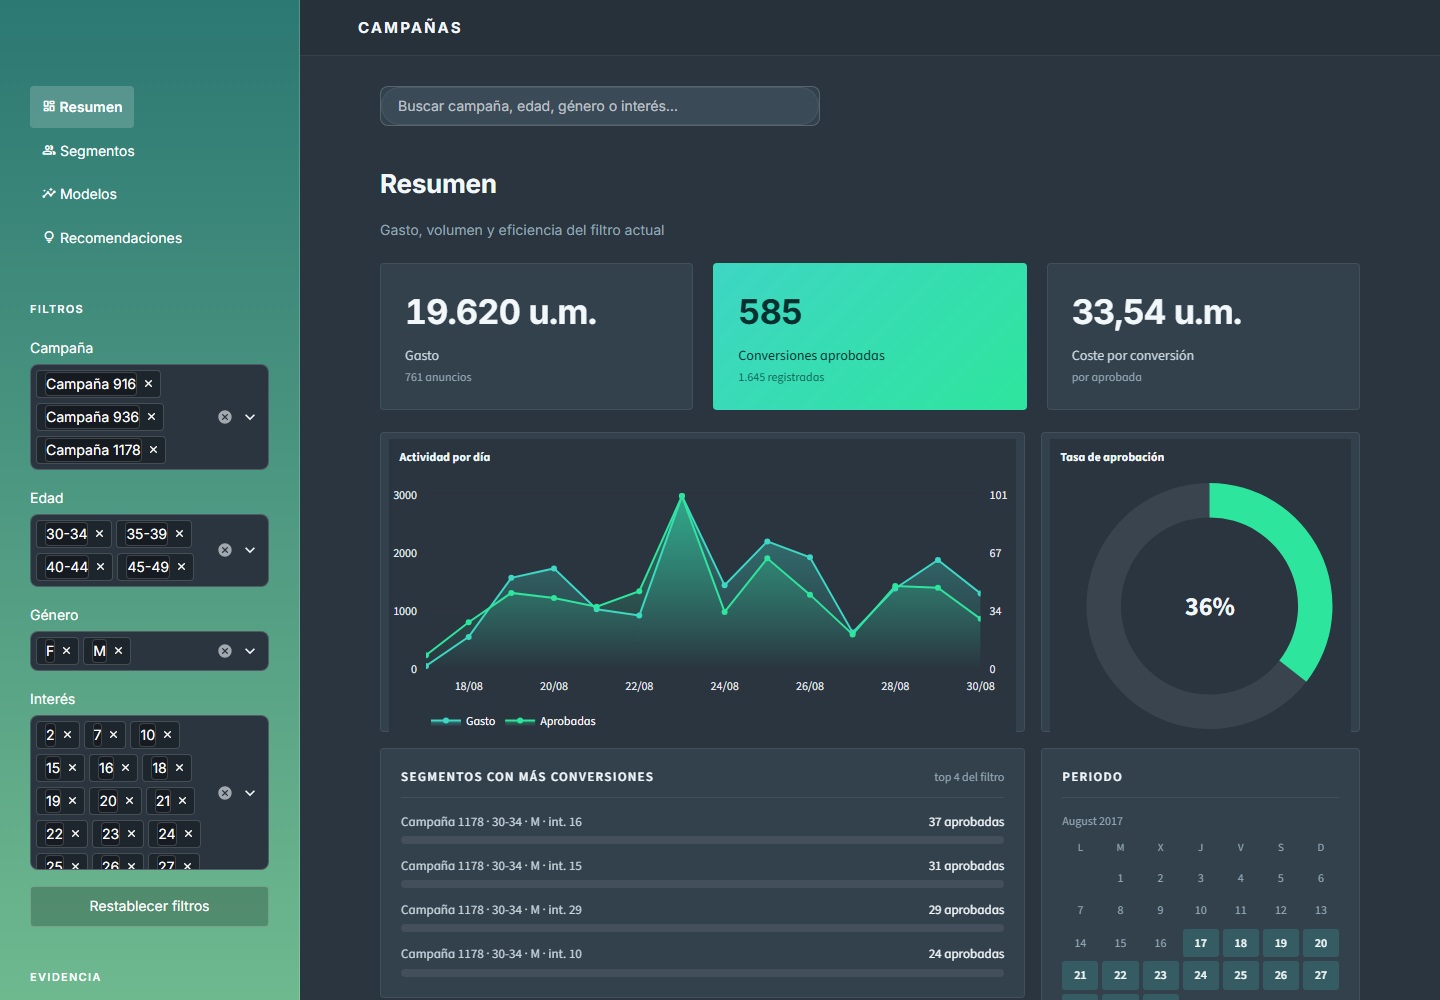 CAMPAÑAS
Resumen
Segmentos
Modelos
Recomendaciones
FILTROS
Campaña
Campaña 916
Campaña 936
Campaña 1178
Edad
30-34 35-39
40-44 45-49
Género
F M
Interés
2 7 10
15 16 18
19 20 21
22 23 24
25 26 27
Restablecer filtros
EVIDENCIA
Buscar campaña, edad, género o interés...
Resumen
Gasto, volumen y eficiencia del filtro actual
19.620 u.m.
Gasto
761 anuncios
585
Conversiones aprobadas
1.645 registradas
33,54 u.m.
Coste por conversión
por aprobada
Actividad por día
3000 101
2000 67
1000 34
0 0
18/08 20/08 22/08 24/08 26/08 28/08 30/08
Gasto Aprobadas
Tasa de aprobación
36%
SEGMENTOS CON MÁS CONVERSIONES top 4 del filtro
Campaña 1178 · 30-34 · M · int. 16 37 aprobadas
Campaña 1178 · 30-34 · M · int. 15 31 aprobadas
Campaña 1178 · 30-34 · M · int. 29 29 aprobadas
Campaña 1178 · 30-34 · M · int. 10 24 aprobadas
PERIODO
August 2017
L M X J V S D
1 2 3 4 5 6
7 8 9 10 11 12 13
14 15 16 17 18 19 20
21 22 23 24 25 26 27